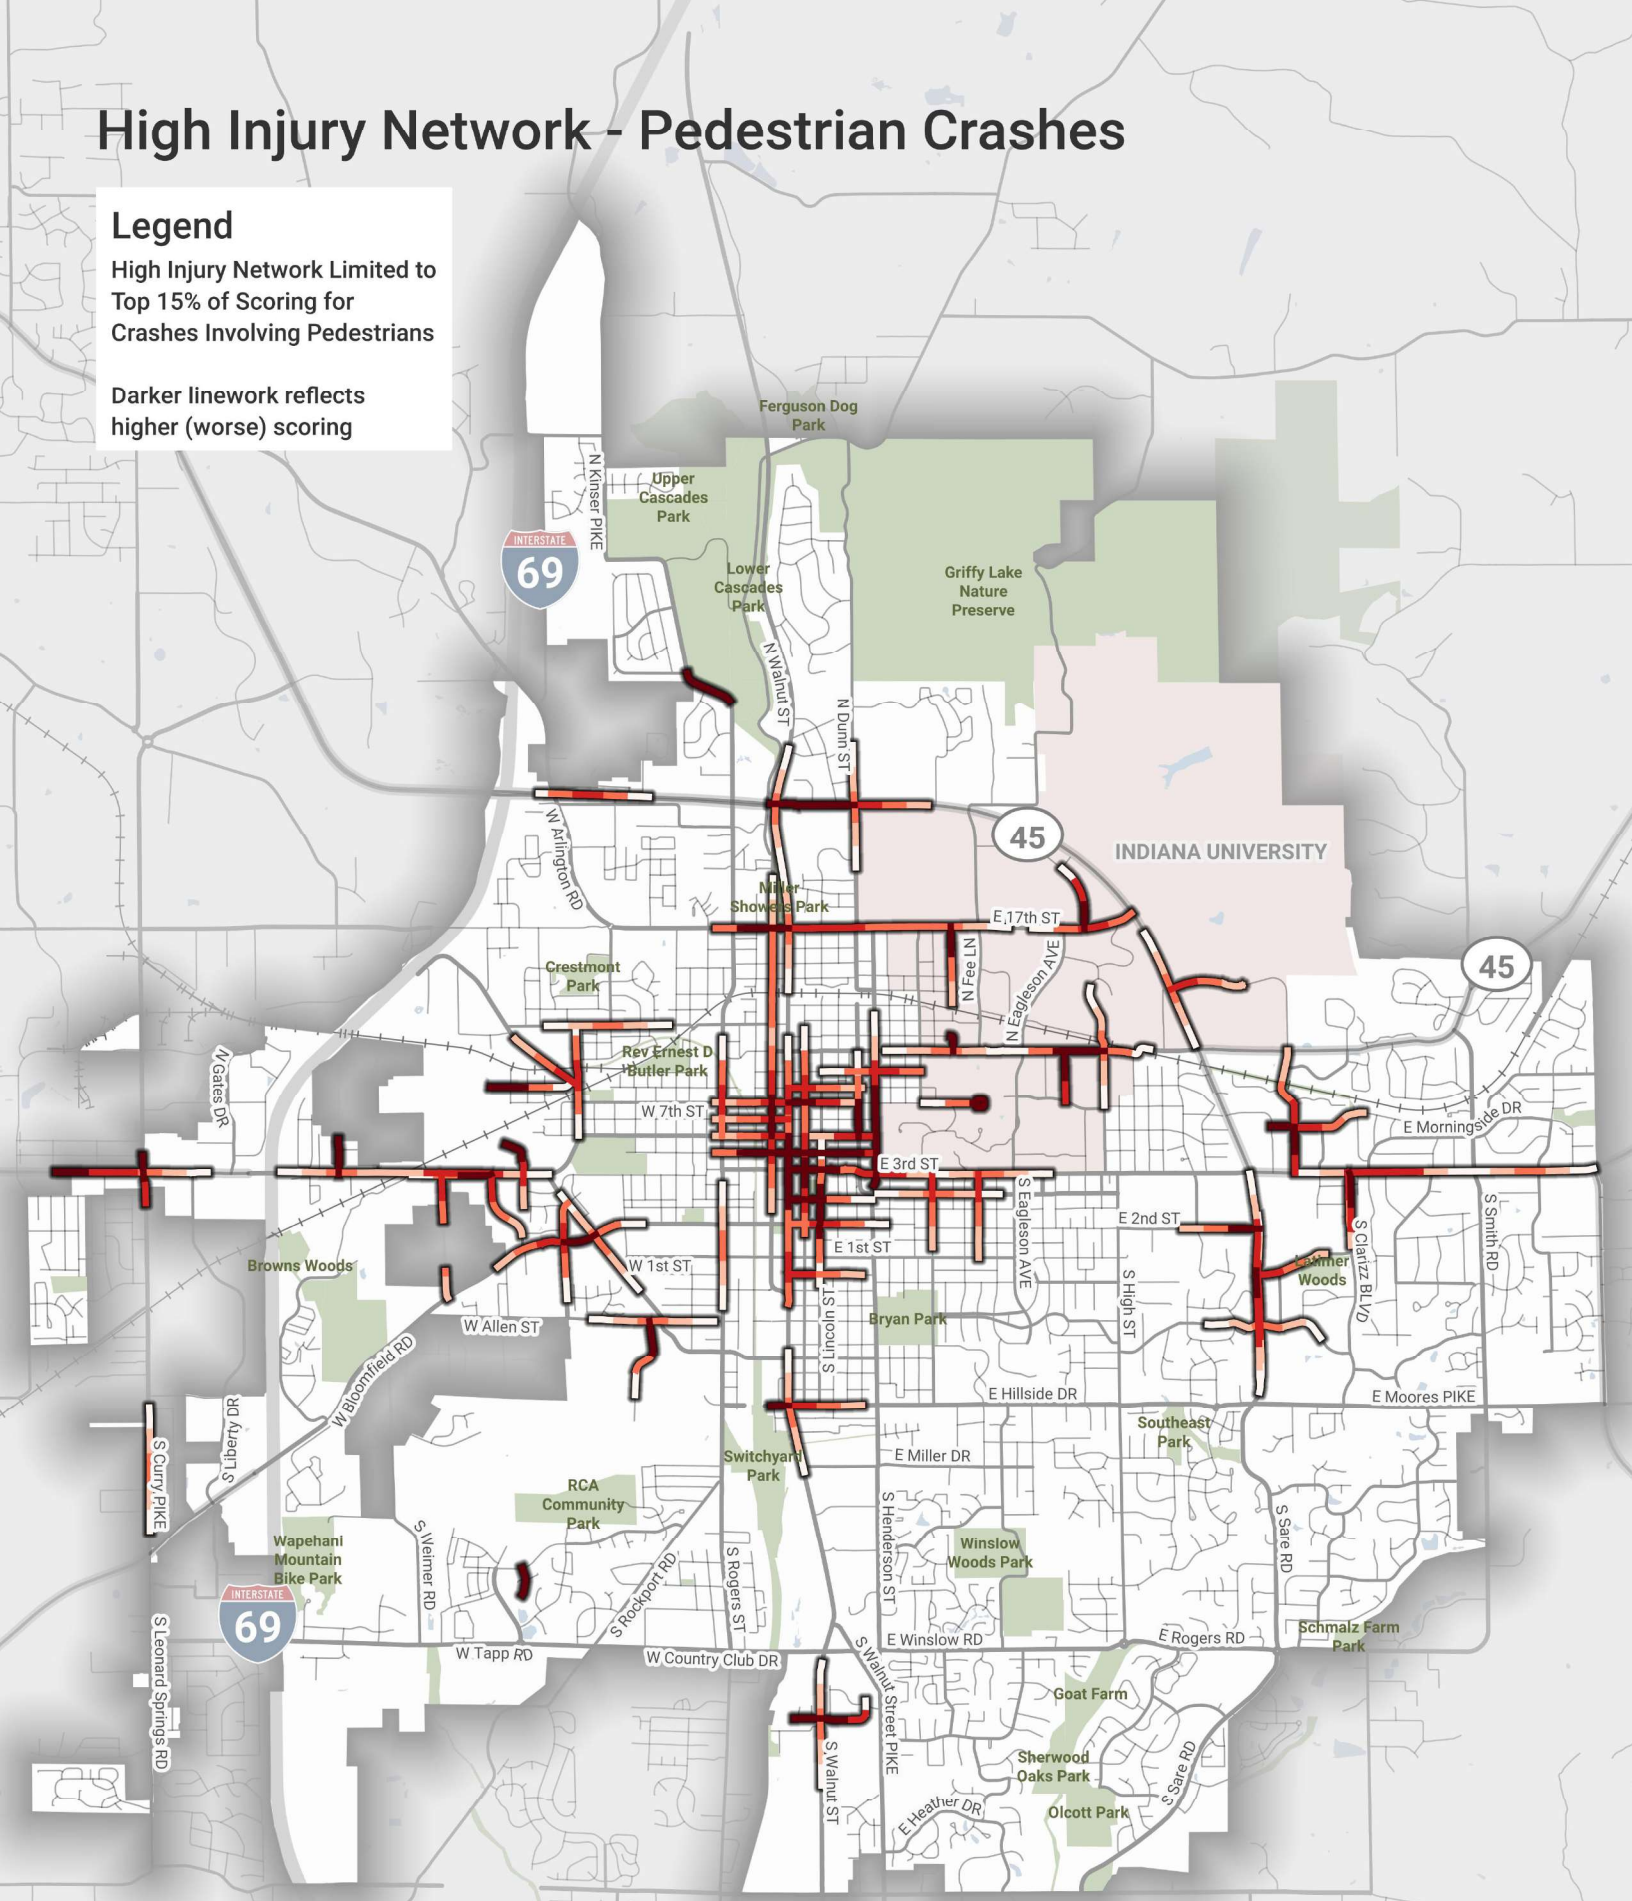 High Injury Network - Pedestrian Crashes
Legend
High Injury Network Limited to
Top 15% of Scoring for
Crashes Involving Pedestrians
Darker linework reflects
higher (worse) scoring
Ferguson Dog
Park
N Kinser PIKE
Upper
Cascades
Park
INTERSTATE
69
Lower
Cascades
Park
Griffy Lake
Nature
Preserve
N Walnut ST
N Dunn ST
W Arlington RD
45
INDIANA UNIVERSITY
Miller
Showers Park
E 17th ST
N Fee LN
N Eagleson AVE
45
Crestmont
Park
Rev Ernest D
Butler Park
N Gates DR
W 7th ST
E Morningside DR
E 3rd ST
S Eagleson AVE
E 2nd ST
S Clarizz BLVD
S Smith RD
E 1st ST
Browns Woods
W 1st ST
Latimer
Woods
S High ST
S Lincoln ST
Bryan Park
W Allen ST
W Bloomfield RD
E Hillside DR
E Moores PIKE
S Liberty DR
S Curry PIKE
Southeast
Park
Switchyard
Park
E Miller DR
RCA
Community
Park
S Henderson ST
S Sare RD
Wapehani
Mountain
Bike Park
S Weimer RD
S Rockport RD
S Rogers ST
Winslow
Woods Park
INTERSTATE
69
S Leonard Springs RD
W Tapp RD
W Country Club DR
E Winslow RD
E Rogers RD
Schmalz Farm
Park
S Walnut Street PIKE
Goat Farm
S Walnut ST
Sherwood
Oaks Park
S Sare RD
E Heather DR
Olcott Park